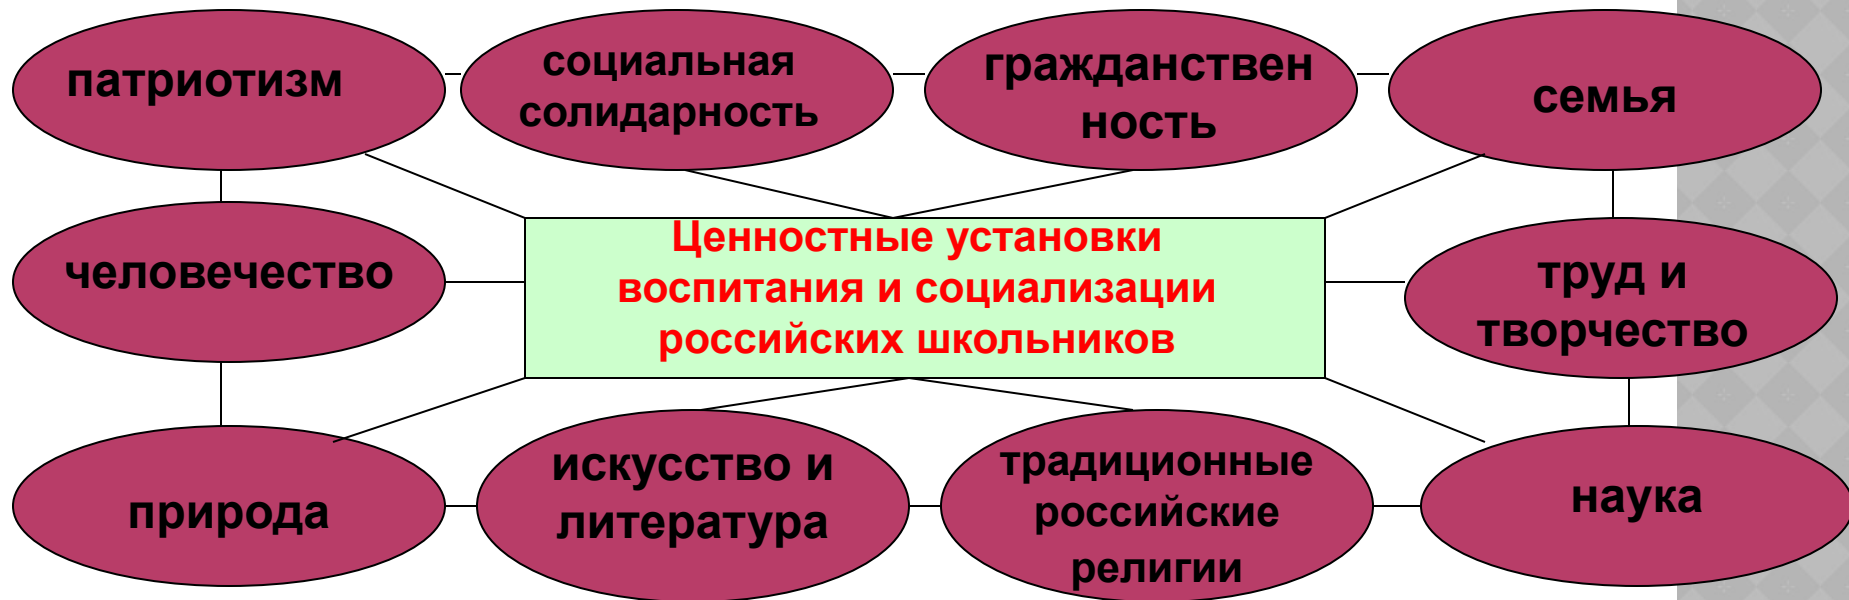 патриотизм
социальная
солидарность
гражданствен
ность
семья
человечество
Ценностные установки
воспитания и социализации
российских школьников
труд и
творчество
природа
искусство и
литература
традиционные
российские
религии
наука